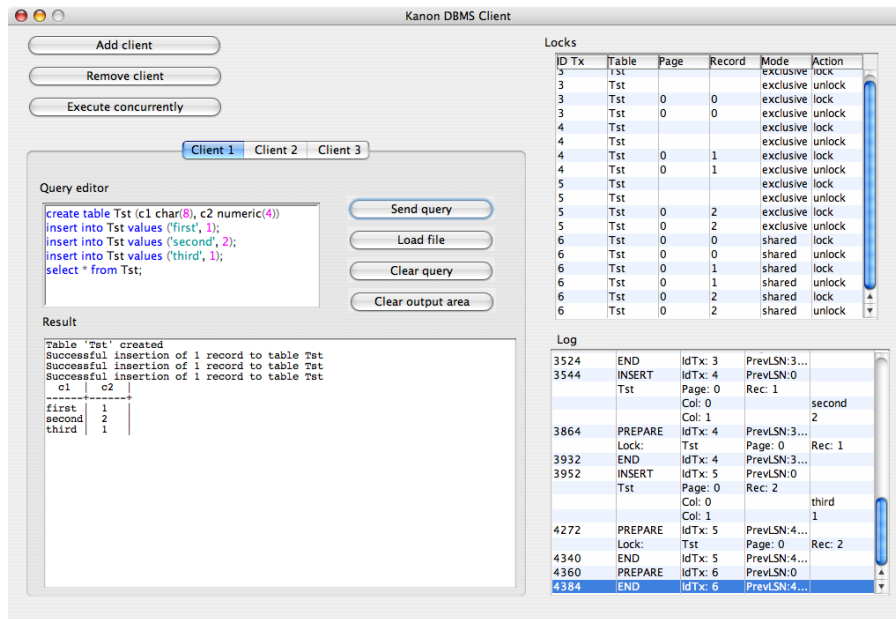 Kanon DBMS Client
Add client
Remove client
Execute concurrently
Client 1 Client 2 Client 3
Query editor
create table Tst (c1 char(8), c2 numeric(4))
insert into Tst values ('first', 1);
insert into Tst values ('second', 2);
insert into Tst values ('third', 1);
select * from Tst;
Send query
Load file
Clear query
Clear output area
Result
Table 'Tst' created
Successful insertion of 1 record to table Tst
Successful insertion of 1 record to table Tst
Successful insertion of 1 record to table Tst
c1 | c2 |
------+------+
first | 1 |
second| 2 |
third | 1 |
Locks
ID Tx Table Page Record Mode Action
3 Tst exclusive lock
3 Tst exclusive unlock
3 Tst 0 0 exclusive lock
3 Tst 0 0 exclusive unlock
4 Tst exclusive lock
4 Tst exclusive unlock
4 Tst 0 1 exclusive lock
4 Tst 0 1 exclusive unlock
5 Tst exclusive lock
5 Tst exclusive unlock
5 Tst 0 2 exclusive lock
5 Tst 0 2 exclusive unlock
6 Tst 0 0 shared lock
6 Tst 0 0 shared unlock
6 Tst 0 1 shared lock
6 Tst 0 1 shared unlock
6 Tst 0 2 shared lock
6 Tst 0 2 shared unlock
Log
3524 END IdTx: 3 PrevLSN:3...
3544 INSERT IdTx: 4 PrevLSN:0
Tst Page: 0 Rec: 1
Col: 0 second
Col: 1 2
3864 PREPARE IdTx: 4 PrevLSN:3...
Lock: Tst Page: 0 Rec: 1
3932 END IdTx: 4 PrevLSN:3...
3952 INSERT IdTx: 5 PrevLSN:0
Tst Page: 0 Rec: 2
Col: 0 third
Col: 1 1
4272 PREPARE IdTx: 5 PrevLSN:4...
Lock: Tst Page: 0 Rec: 2
4340 END IdTx: 5 PrevLSN:4...
4360 PREPARE IdTx: 6 PrevLSN:0
4384 END IdTx: 6 PrevLSN:4...